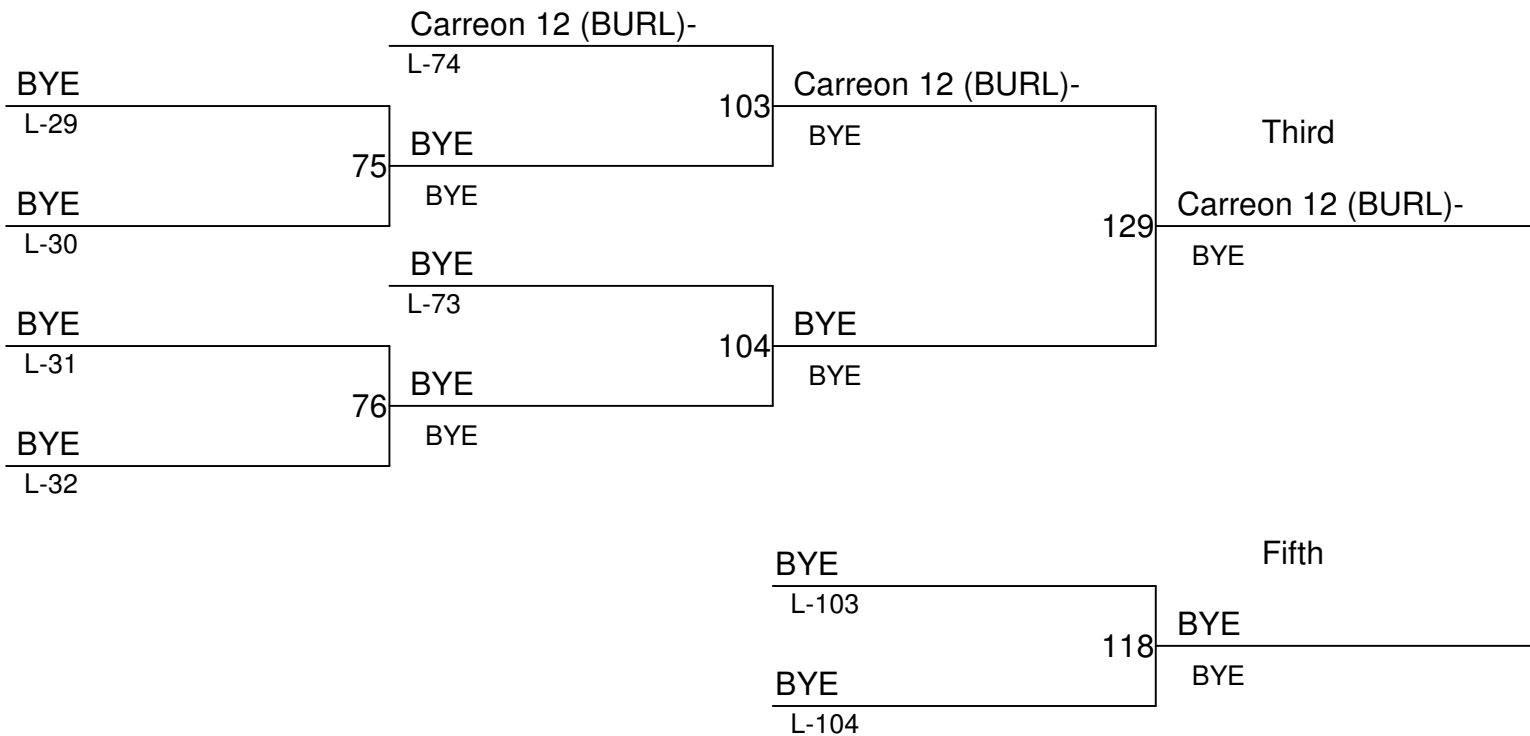 Carreon 12 (BURL)-
L-74
BYE
L-29
103
Carreon 12 (BURL)-
BYE
Third
75
BYE
BYE
BYE
L-30
129
Carreon 12 (BURL)-
BYE
BYE
L-73
BYE
L-31
104
BYE
BYE
76
BYE
BYE
BYE
L-32
Fifth
BYE
L-103
118
BYE
BYE
BYE
L-104